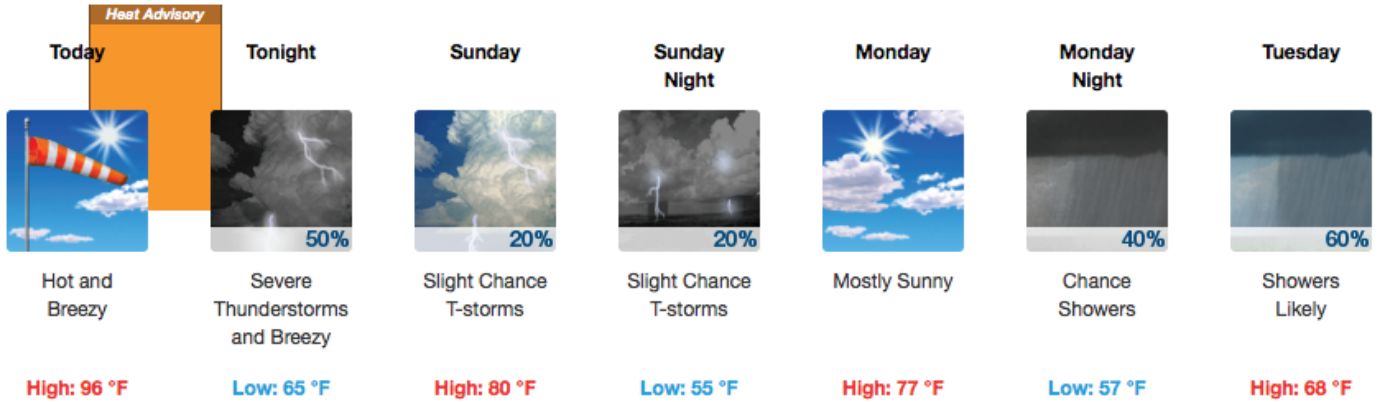 Heat Advisory
Today
Tonight
Sunday
Sunday
Night
Monday
Monday
Night
Tuesday
50%
20%
20%
40%
60%
Hot and
Breezy
Severe
Thunderstorms
and Breezy
Slight Chance
T-storms
Slight Chance
T-storms
Mostly Sunny
Chance
Showers
Showers
Likely
High: 96 °F
Low: 65 °F
High: 80 °F
Low: 55 °F
High: 77 °F
Low: 57 °F
High: 68 °F